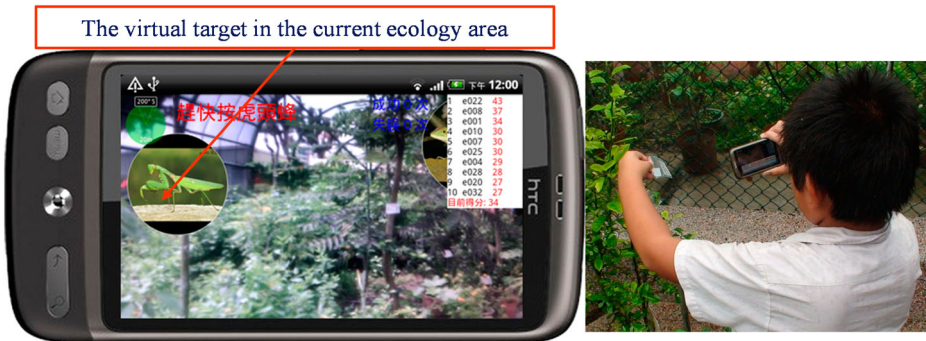 The virtual target in the current ecology area
下午 12:00
200° S
趕快按虎頭蜂
成功 0 次
失誤 0 次
1 e022 43
2 e008 37
3 e001 34
4 e010 30
5 e007 30
6 e025 30
7 e004 29
8 e028 28
9 e020 27
10 e032 27
目前得分: 34
hTC